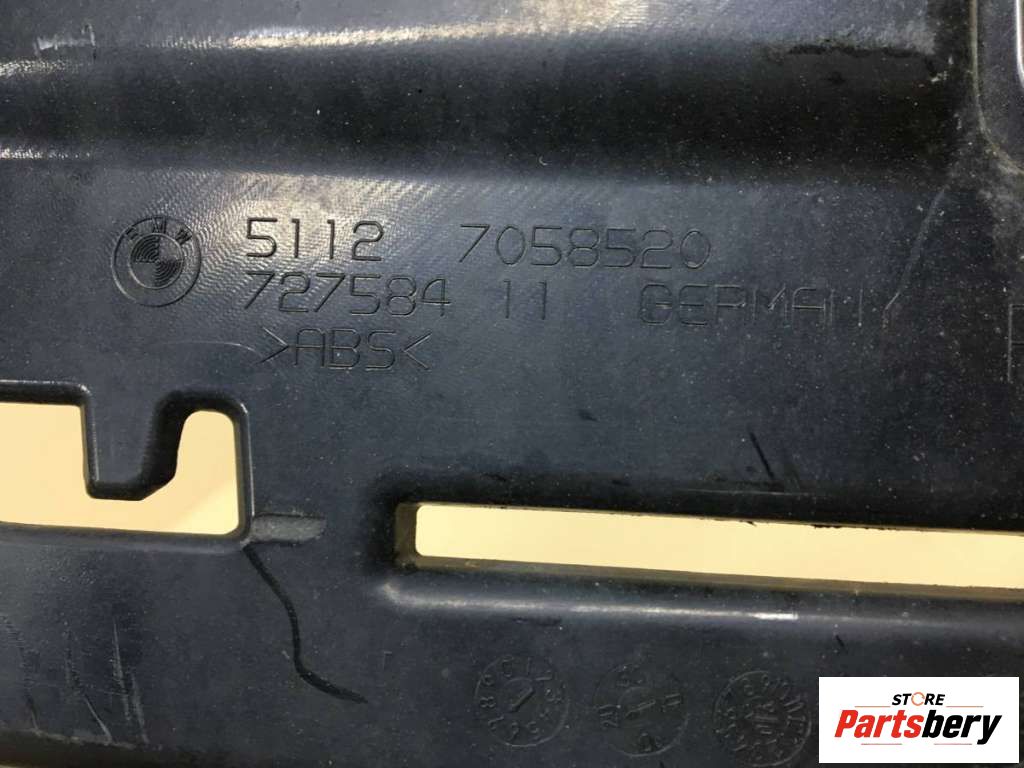 BMW
5112 7058520
727584 11 GERMANY
>ABS<
STORE
Partsbery